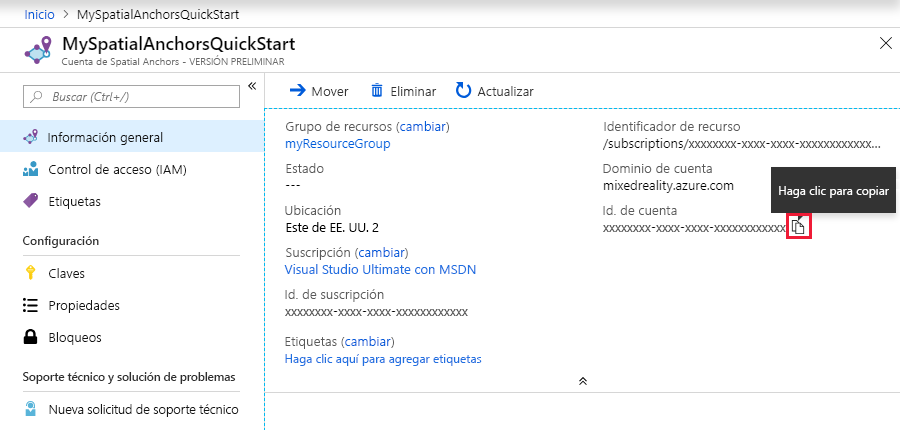 Inicio > MySpatialAnchorsQuickStart
MySpatialAnchorsQuickStart
Cuenta de Spatial Anchors - VERSIÓN PRELIMINAR
Buscar (Ctrl+/)
Información general
Control de acceso (IAM)
Etiquetas
Configuración
Claves
Propiedades
Bloqueos
Soporte técnico y solución de problemas
Nueva solicitud de soporte técnico
Mover
Eliminar
Actualizar
Grupo de recursos (cambiar)
myResourceGroup
Estado
---
Ubicación
Este de EE. UU. 2
Suscripción (cambiar)
Visual Studio Ultimate con MSDN
Id. de suscripción
xxxxxxxx-xxxx-xxxx-xxxxxxxxxxxx
Etiquetas (cambiar)
Haga clic aquí para agregar etiquetas
Identificador de recurso
/subscriptions/xxxxxxxx-xxxx-xxxx-xxxxxxxxxxxx...
Dominio de cuenta
mixedreality.azure.com
Haga clic para copiar
Id. de cuenta
xxxxxxxx-xxxx-xxxx-xxxxxxxxxxxx